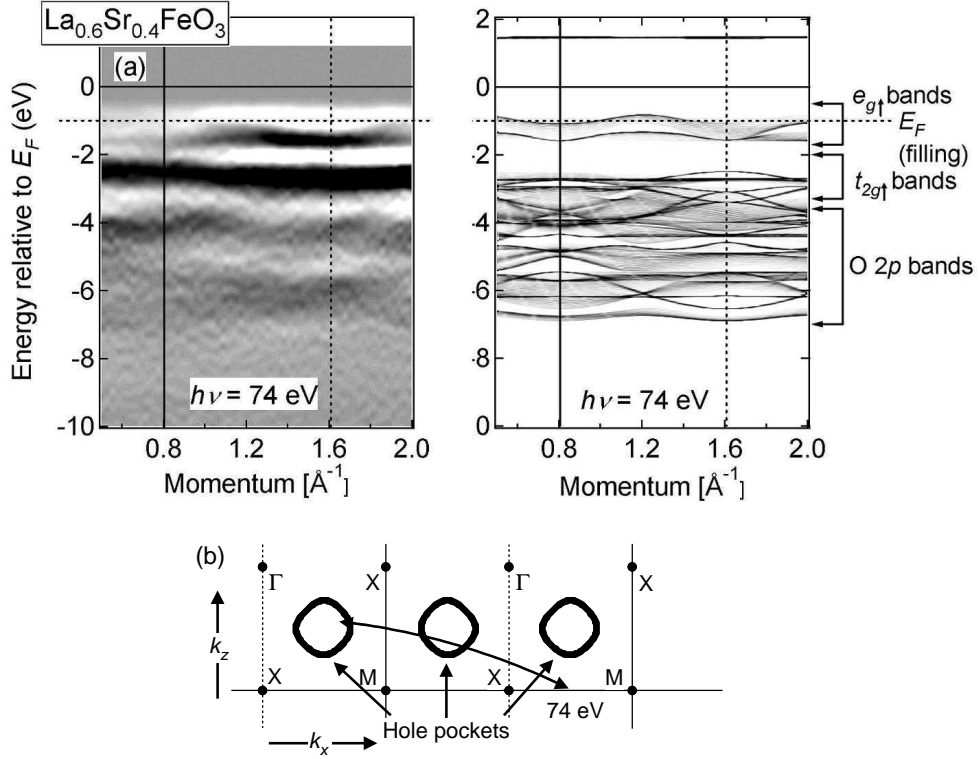 La0.6Sr0.4FeO3
(a)
Energy relative to EF (eV)
0
-2
-4
-6
-8
-10
hν = 74 eV
0.8
1.2
1.6
2.0
Momentum [Å-1]
2
0
-2
-4
-6
-8
0
hν = 74 eV
0.8
1.2
1.6
2.0
Momentum [Å-1]
eg↑ bands
EF
(filling)
t2g↑ bands
O 2p bands
(b)
Γ
X
Γ
X
kz
X
M
X
M
74 eV
Hole pockets
kx